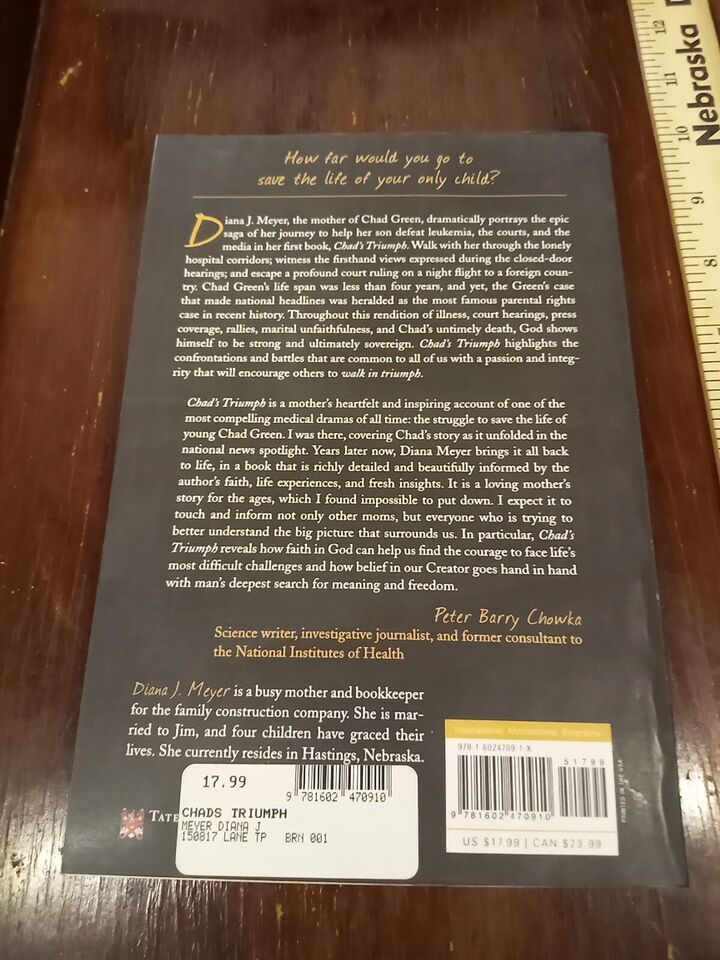 How far would you go to
save the life of your only child?
Diana J. Meyer, the mother of Chad Green, dramatically portrays the epic
saga of her journey to help her son defeat leukemia, the courts, and the
media in her first book, Chad's Triumph. Walk with her through the lonely
hospital corridors; witness the firsthand views expressed during the closed-door
hearings; and escape a profound court ruling on a night flight to a foreign coun-
try. Chad Green's life span was less than four years, and yet, the Green's case
that made national headlines was heralded as the most famous parental rights
case in recent history. Throughout this rendition of illness, court hearings, press
coverage, rallies, marital unfaithfulness, and Chad's untimely death, God shows
himself to be strong and ultimately sovereign. Chad's Triumph highlights the
confrontations and battles that are common to all of us with a passion and integ-
rity that will encourage others to walk in triumph.
Chad's Triumph is a mother's heartfelt and inspiring account of one of the
most compelling medical dramas of all time: the struggle to save the life of
young Chad Green. I was there, covering Chad's story as it unfolded in the
national news spotlight. Years later now, Diana Meyer brings it all back
to life, in a book that is richly detailed and beautifully informed by the
author's faith, life experiences, and fresh insights. It is a loving mother's
story for the ages, which I found impossible to put down. I expect it to
touch and inform not only other moms, but everyone who is trying to
better understand the big picture that surrounds us. In particular, Chad's
Triumph reveals how faith in God can help us find the courage to face life's
most difficult challenges and how belief in our Creator goes hand in hand
with man's deepest search for meaning and freedom.
Peter Barry Chowka
Science writer, investigative journalist, and former consultant to
the National Institutes of Health
Diana J. Meyer is a busy mother and bookkeeper
for the family construction company. She is mar-
ried to Jim, and four children have graced their
lives. She currently resides in Hastings, Nebraska.
TATE
17.99
9 781602 470910
CHADS TRIUMPH
MEYER DIANA J
150817 LANE TP BRN 001
Inspirational Motivational Biography
978-1-6024709-1-X
51799
9 781602 470910
US $17.99 | CAN $23.99
PRINTED IN THE USA
Nebraska
12
11
10
9
8